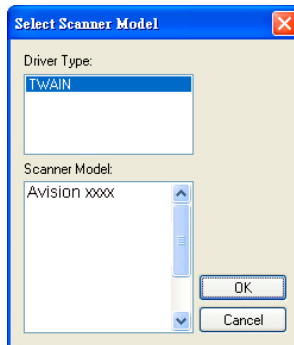 Select Scanner Model
Driver Type:
TWAIN
Scanner Model:
Avision xxxx
OK
Cancel